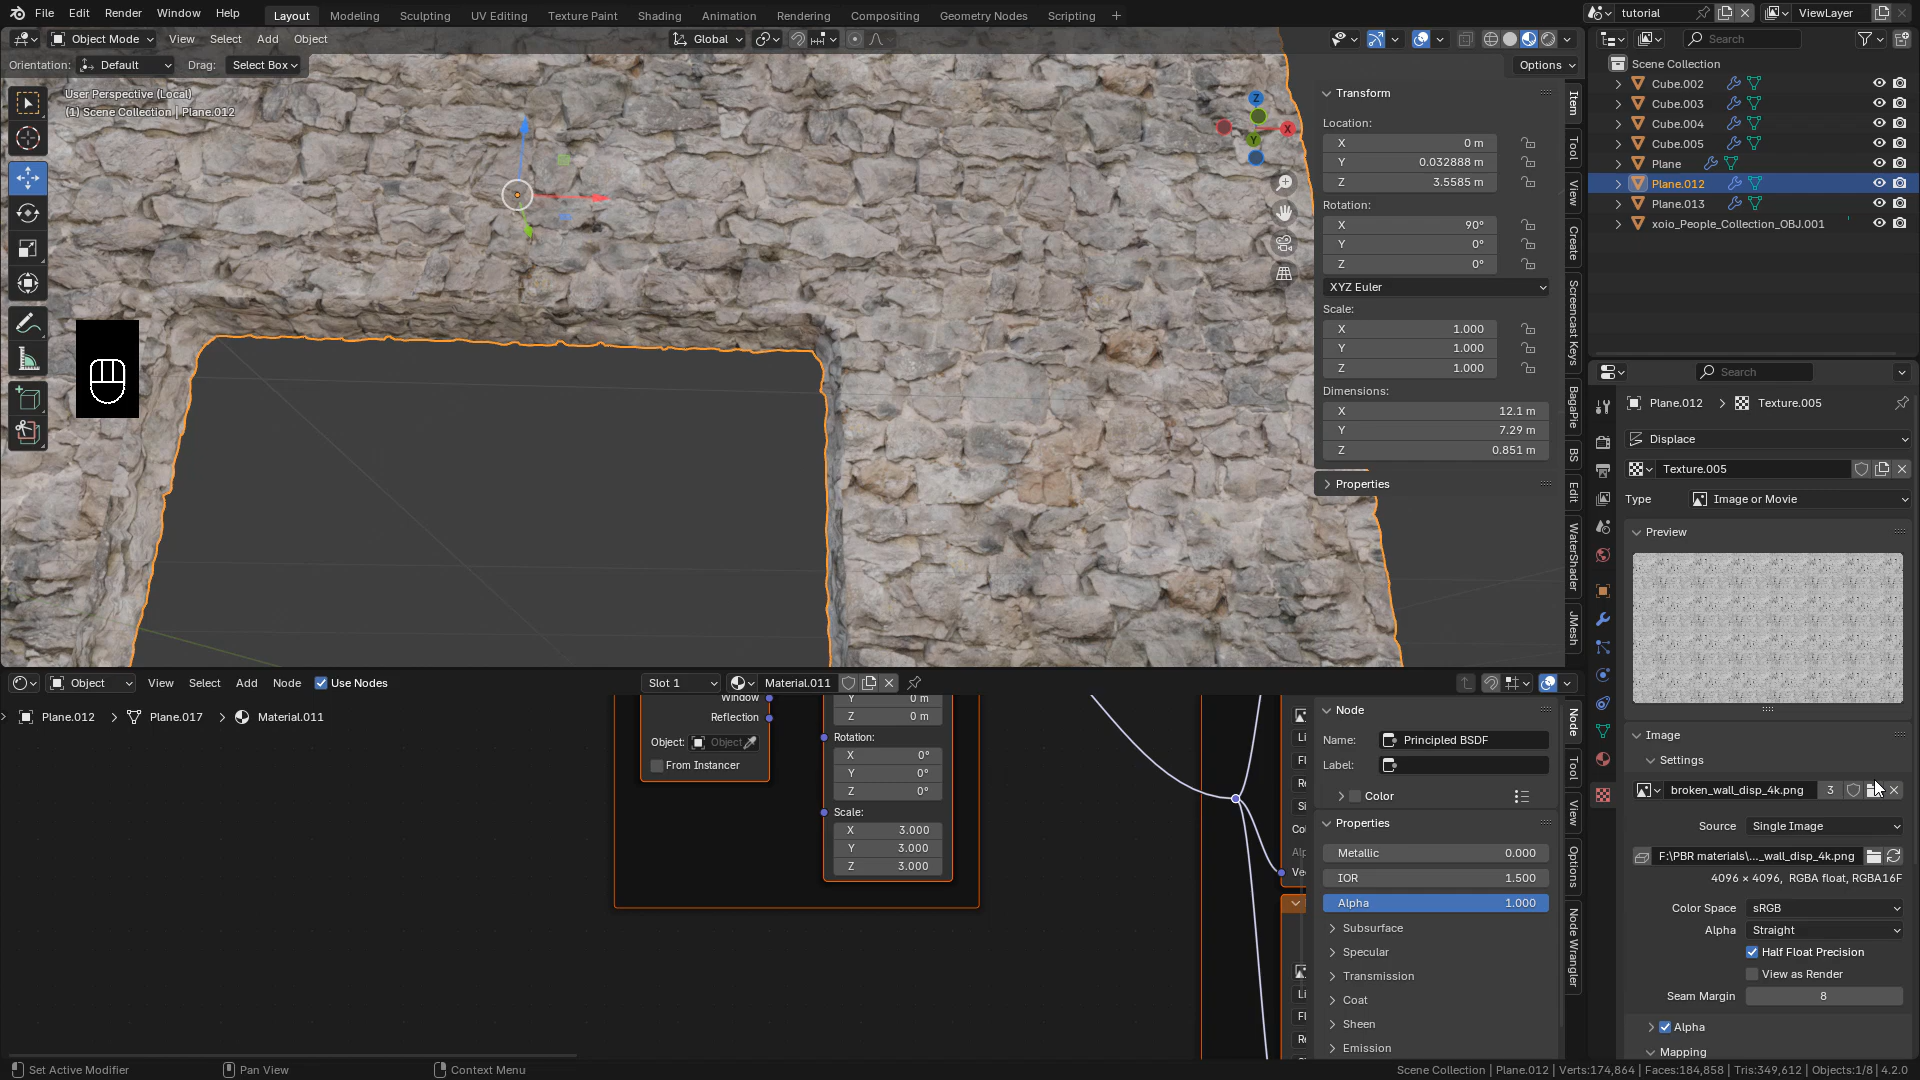 File Edit Render Window Help Layout Modeling Sculpting UV Editing Texture Paint Shading Animation Rendering Compositing Geometry Nodes Scripting + tutorial ViewLayer
Object Mode View Select Add Object Global Search
Orientation: Default Drag: Select Box Options
User Perspective (Local)
(1) Scene Collection | Plane.012
Z
X
Y
Transform
Location:
X 0 m
Y 0.032888 m
Z 3.5585 m
Rotation:
X 90°
Y 0°
Z 0°
XYZ Euler
Scale:
X 1.000
Y 1.000
Z 1.000
Dimensions:
X 12.1 m
Y 7.29 m
Z 0.851 m
Properties
Item
Tool
View
Create
Screencast Keys
BagaPie
BS
Edit
WaterShader
JMesh
Scene Collection
Cube.002
Cube.003
Cube.004
Cube.005
Plane
Plane.012
Plane.013
xoio_People_Collection_OBJ.001
Search
Plane.012 Texture.005
Displace
Texture.005
Type Image or Movie
Preview
Image
Settings
broken_wall_disp_4k.png 3
Source Single Image
F:\PBR materials\..._wall_disp_4k.png
4096 × 4096, RGBA float, RGBA16F
Color Space sRGB
Alpha Straight
Half Float Precision
View as Render
Seam Margin 8
Alpha
Mapping
Object View Select Add Node Use Nodes Slot 1 Material.011
Plane.012 Plane.017 Material.011
Window
Reflection
Object: Object
From Instancer
Y 0 m
Z 0 m
Rotation:
X 0°
Y 0°
Z 0°
Scale:
X 3.000
Y 3.000
Z 3.000
Node
Name: Principled BSDF
Label:
Color
Properties
Metallic 0.000
IOR 1.500
Alpha 1.000
Subsurface
Specular
Transmission
Coat
Sheen
Emission
Node
Tool
View
Options
Node Wrangler
Set Active Modifier Pan View Context Menu Scene Collection | Plane.012 | Verts:174,864 | Faces:184,858 | Tris:349,612 | Objects:1/8 | 4.2.0